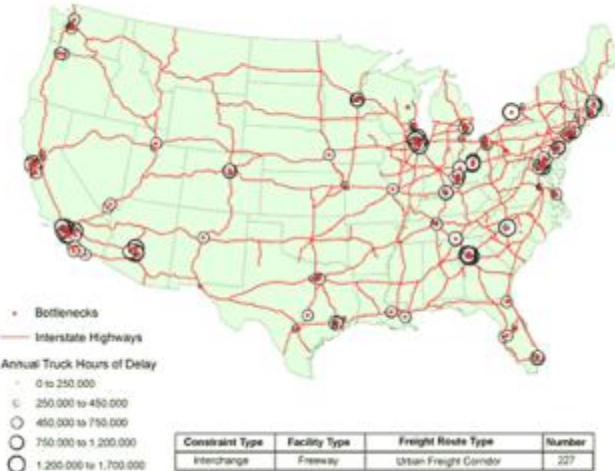 Bottlenecks
Interstate Highways
Annual Truck Hours of Delay
0 to 250,000
250,000 to 450,000
450,000 to 750,000
750,000 to 1,200,000
1,200,000 to 1,700,000
Constraint Type Facility Type Freight Route Type Number
Interchange Freeway Urban Freight Corridor 227